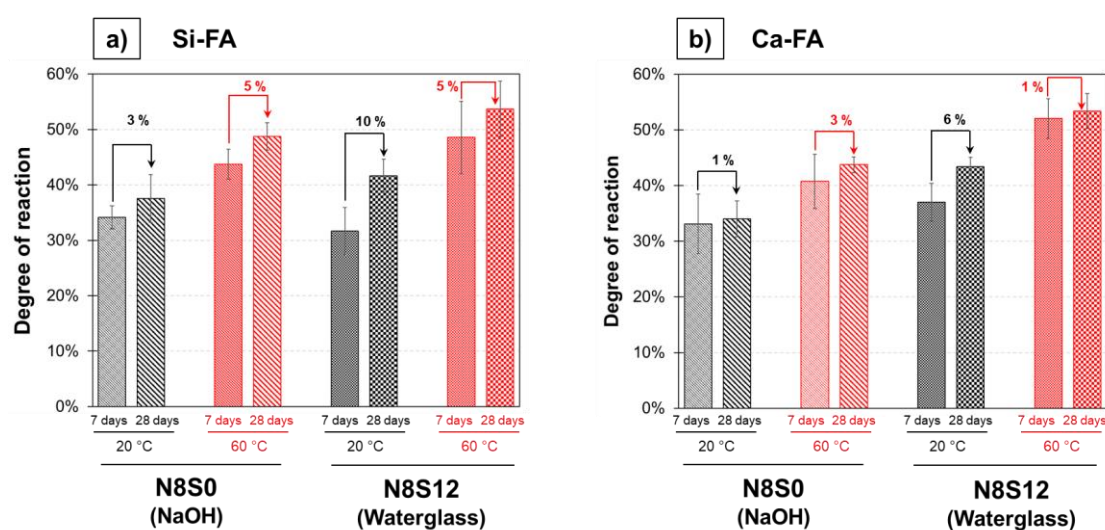 a) Si-FA
60%
50%
40%
30%
20%
10%
0%
Degree of reaction
3 %
5 %
10 %
5 %
7 days 28 days 7 days 28 days 7 days 28 days 7 days 28 days
20 °C 60 °C 20 °C 60 °C
N8S0 N8S12
(NaOH) (Waterglass)
b) Ca-FA
60%
50%
40%
30%
20%
10%
0%
Degree of reaction
1 %
3 %
6 %
1 %
7 days 28 days 7 days 28 days 7 days 28 days 7 days 28 days
20 °C 60 °C 20 °C 60 °C
N8S0 N8S12
(NaOH) (Waterglass)